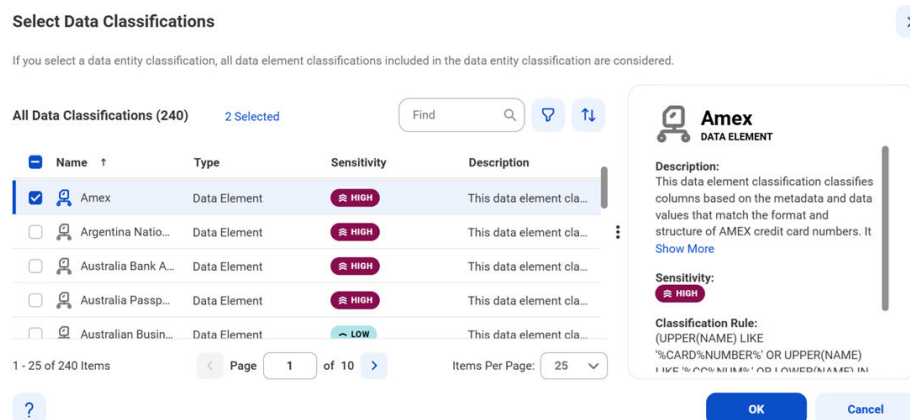 Select Data Classifications
If you select a data entity classification, all data element classifications included in the data entity classification are considered.
All Data Classifications (240) 2 Selected Find
Name ↑ Type Sensitivity Description
Amex Data Element HIGH This data element cla...
Argentina Natio... Data Element HIGH This data element cla...
Australia Bank A... Data Element HIGH This data element cla...
Australia Passp... Data Element HIGH This data element cla...
Australian Busin... Data Element LOW This data element cla...
1 - 25 of 240 Items Page 1 of 10 Items Per Page: 25
Amex
DATA ELEMENT
Description:
This data element classification classifies
columns based on the metadata and data
values that match the format and
structure of AMEX credit card numbers. It
Show More
Sensitivity:
HIGH
Classification Rule:
(UPPER(NAME) LIKE
'%CARD%NUMBER%' OR UPPER(NAME)
LIKE '%CC%NUM%' OR LOWER(NAME) IN
? OK Cancel